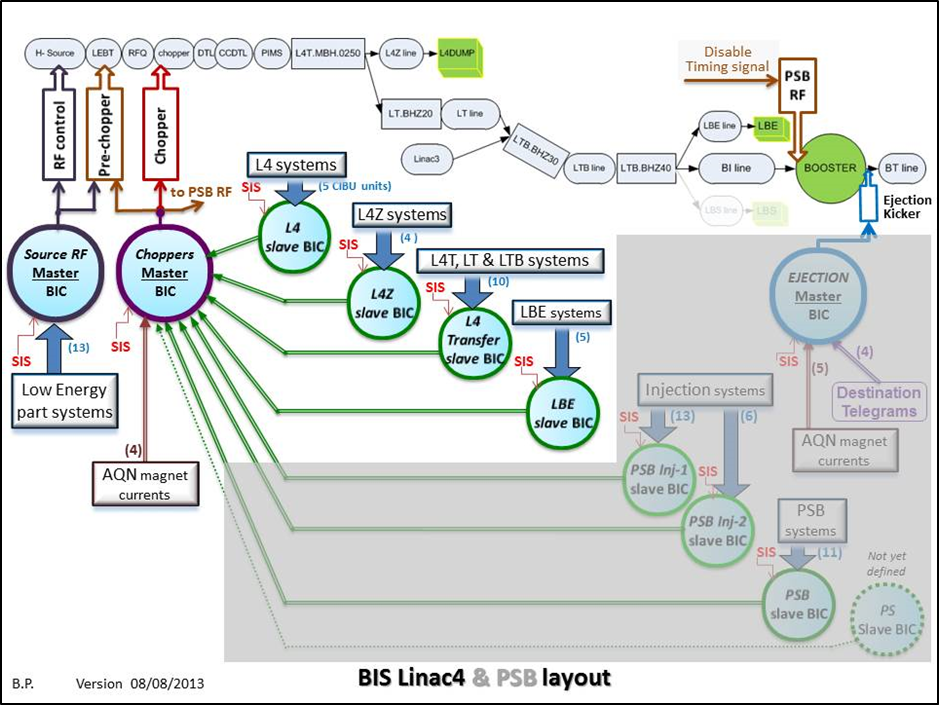 H- Source
LEBT
RFQ
chopper
DTL
CCDTL
PIMS
L4T.MBH.0250
L4Z line
L4DUMP
Disable
Timing signal
PSB
RF
RF control
Pre-chopper
Chopper
LT.BHZ20
LT line
Linac3
LTB.BHZ30
LTB line
LTB.BHZ40
LBE line
LBE
BI line
BOOSTER
BT line
LBS line
LBS
Ejection
Kicker
to PSB RF
L4 systems
(5 CIBU units)
SIS
L4
slave BIC
L4Z systems
(4)
SIS
L4Z
slave BIC
L4T, LT & LTB systems
(10)
SIS
L4
Transfer
slave BIC
LBE systems
(5)
SIS
LBE
slave BIC
Source RF
Master
BIC
Choppers
Master
BIC
SIS
(13)
SIS
Low Energy
part systems
(4)
AQN magnet
currents
EJECTION
Master
BIC
SIS
(5)
(4)
Destination
Telegrams
AQN magnet
currents
Injection systems
SIS
(13)
(6)
PSB Inj-1
slave BIC
SIS
PSB Inj-2
slave BIC
PSB
systems
SIS
(11)
PSB
slave BIC
Not yet
defined
PS
Slave BIC
B.P.
Version 08/08/2013
BIS Linac4 & PSB layout